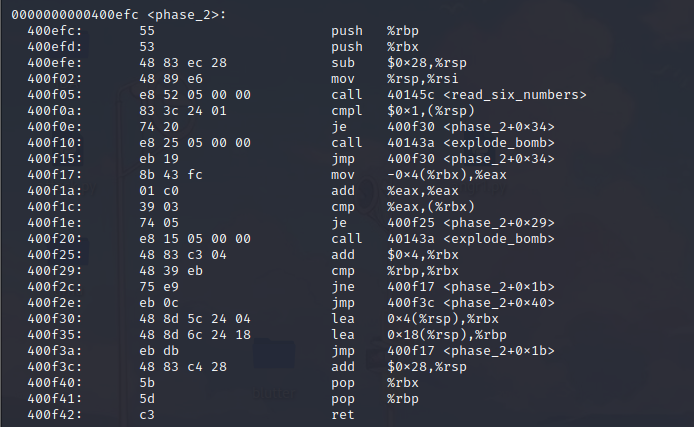 0000000000400efc <phase_2>:
400efc: 55 push %rbp
400efd: 53 push %rbx
400efe: 48 83 ec 28 sub $0×28,%rsp
400f02: 48 89 e6 mov %rsp,%rsi
400f05: e8 52 05 00 00 call 40145c <read_six_numbers>
400f0a: 83 3c 24 01 cmpl $0×1,(%rsp)
400f0e: 74 20 je 400f30 <phase_2+0×34>
400f10: e8 25 05 00 00 call 40143a <explode_bomb>
400f15: eb 19 jmp 400f30 <phase_2+0×34>
400f17: 8b 43 fc mov -0×4(%rbx),%eax
400f1a: 01 c0 add %eax,%eax
400f1c: 39 03 cmp %eax,(%rbx)
400f1e: 74 05 je 400f25 <phase_2+0×29>
400f20: e8 15 05 00 00 call 40143a <explode_bomb>
400f25: 48 83 c3 04 add $0×4,%rbx
400f29: 48 39 eb cmp %rbp,%rbx
400f2c: 75 e9 jne 400f17 <phase_2+0×1b>
400f2e: eb 0c jmp 400f3c <phase_2+0×40>
400f30: 48 8d 5c 24 04 lea 0×4(%rsp),%rbx
400f35: 48 8d 6c 24 18 lea 0×18(%rsp),%rbp
400f3a: eb db jmp 400f17 <phase_2+0×1b>
400f3c: 48 83 c4 28 add $0×28,%rsp
400f40: 5b pop %rbx
400f41: 5d pop %rbp
400f42: c3 ret